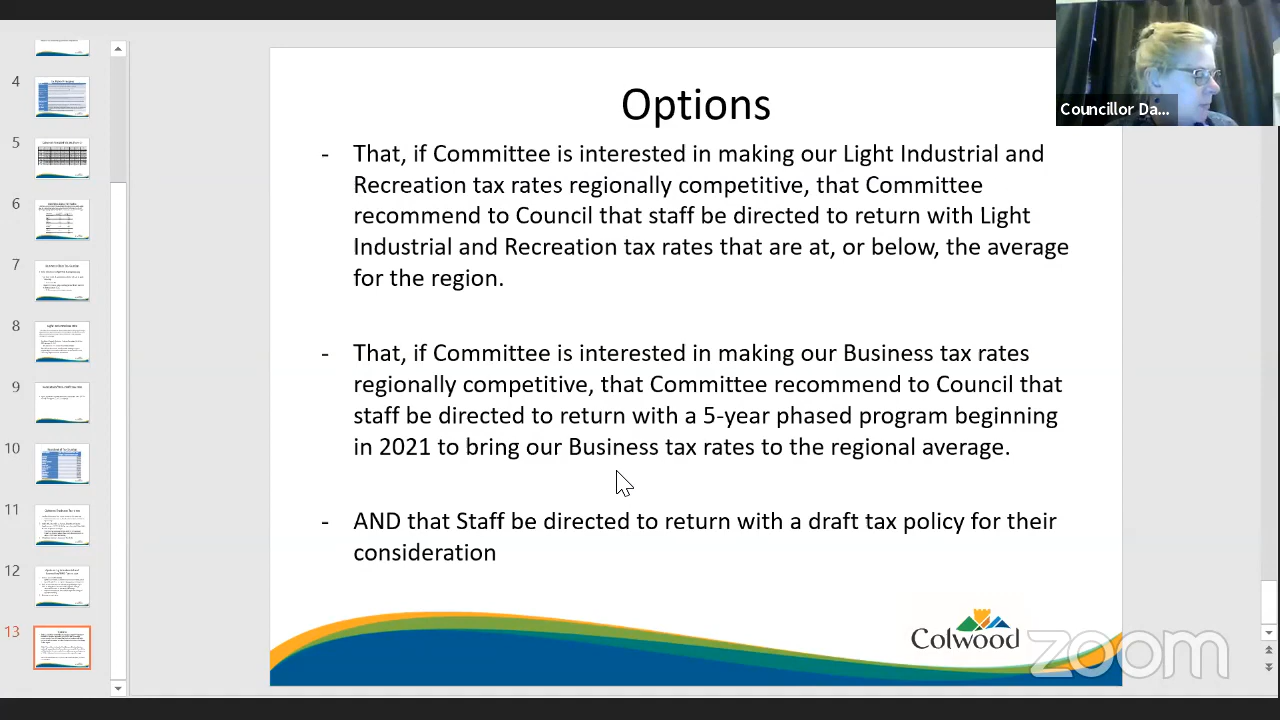 Options
- That, if Committee is interested in making our Light Industrial and
Recreation tax rates regionally competitive, that Committee
recommend to Council that staff be directed to return with Light
Industrial and Recreation tax rates that are at, or below, the average
for the region.
- That, if Committee is interested in making our Business tax rates
regionally competitive, that Committee recommend to Council that
staff be directed to return with a 5-year phased program beginning
in 2021 to bring our Business tax rates to the regional average.
- AND that Staff be directed to return with a draft tax policy for their
consideration
Colwood
zoom
Councillor Da...
4
5
6
7
8
9
10
11
12
13